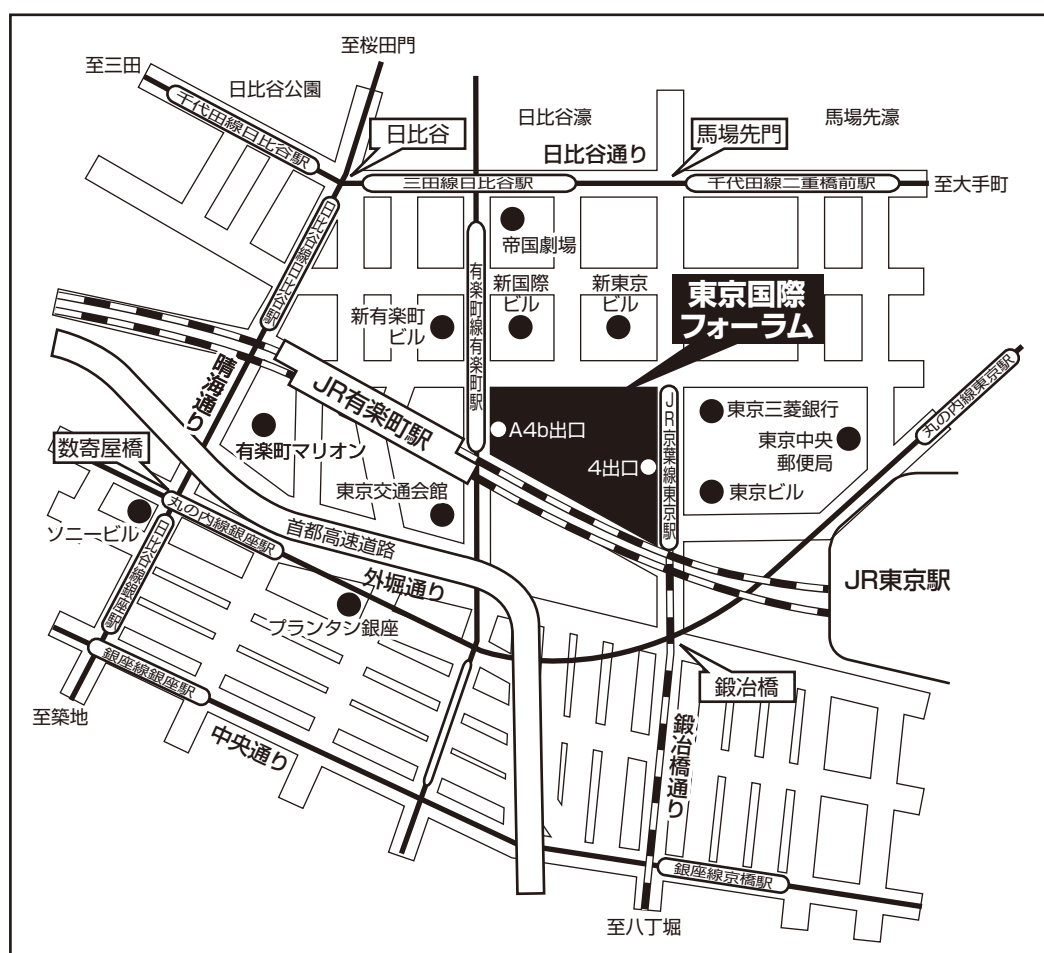 至桜田門
至三田
日比谷公園
千代田線日比谷駅
日比谷
日比谷濠
馬場先門
馬場先濠
日比谷通り
三田線日比谷駅
千代田線二重橋前駅
至大手町
日比谷線日比谷駅
帝国劇場
有楽町線有楽町駅
新国際
ビル
新東京
ビル
東京国際
フォーラム
新有楽町
ビル
晴海通り
JR有楽町駅
丸の内線東京駅
A4b出口
4出口
JR京葉線東京駅
東京三菱銀行
東京中央
郵便局
東京ビル
有楽町マリオン
数寄屋橋
東京交通会館
ソニービル
丸の内線銀座駅
日比谷線銀座駅
首都高速道路
外堀通り
JR東京駅
プランタン銀座
銀座線銀座駅
鍛冶橋
至築地
中央通り
鍛冶橋通り
銀座線京橋駅
至八丁堀